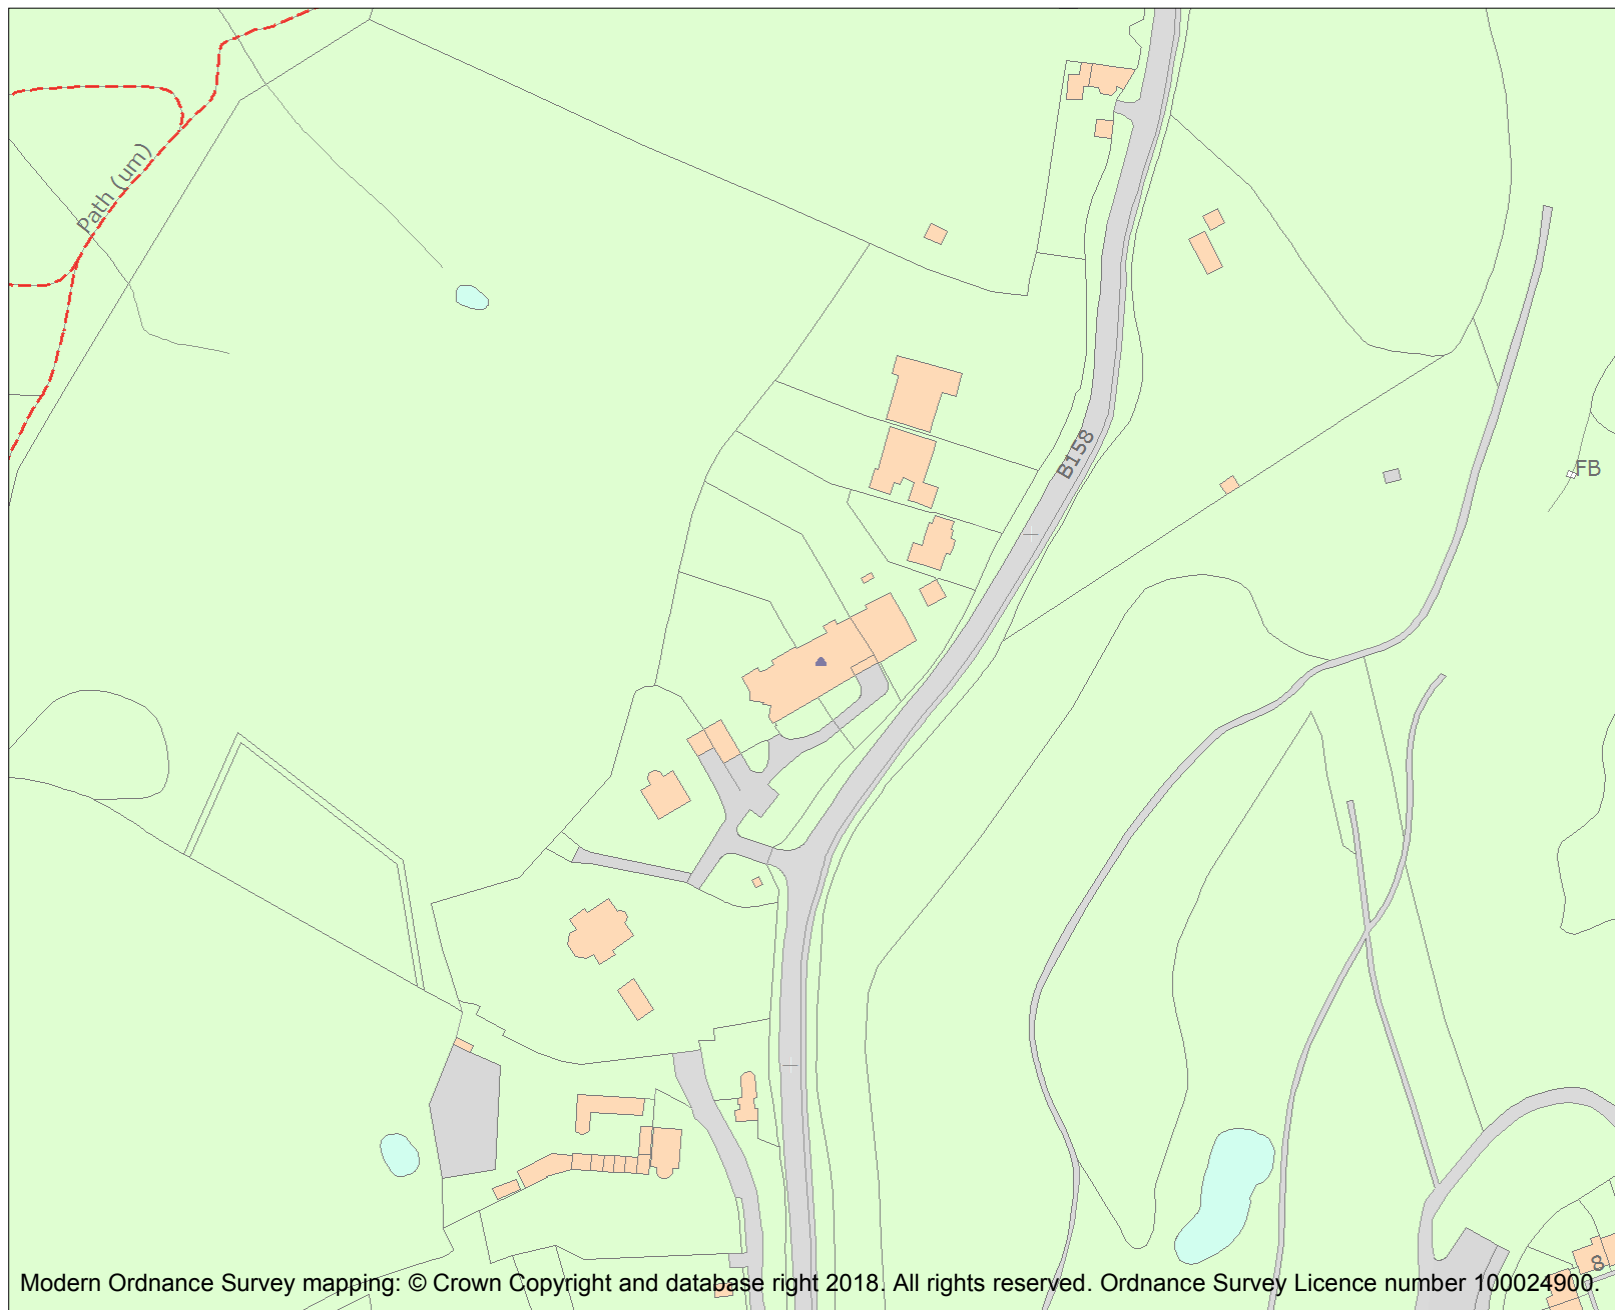 Path (um)
B158
FB
8
Modern Ordnance Survey mapping: © Crown Copyright and database right 2018. All rights reserved. Ordnance Survey Licence number 100024900.